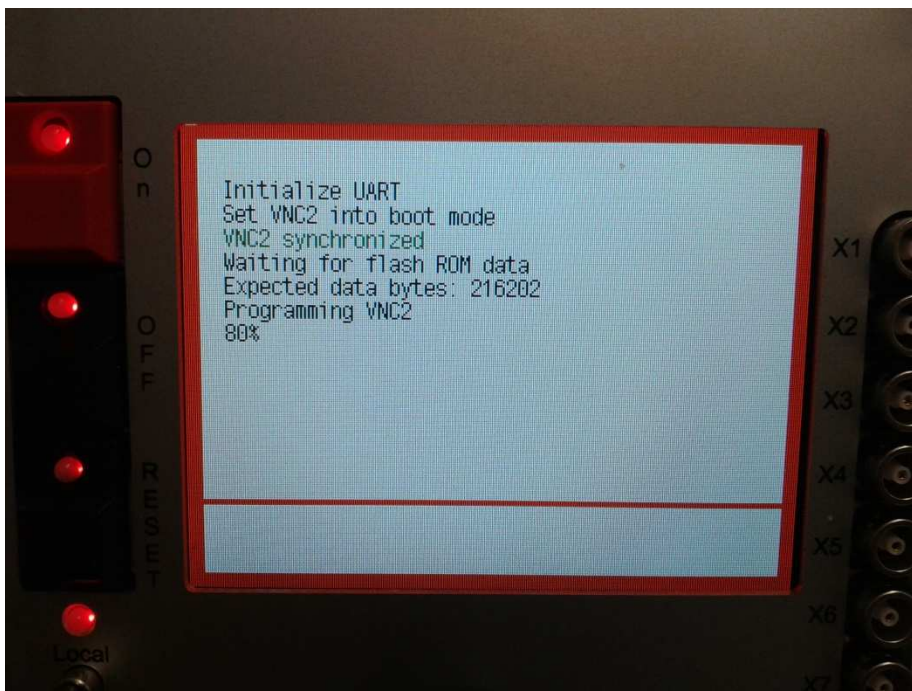 On
Initialize UART
Set VNC2 into boot mode
VNC2 synchronized
Waiting for flash ROM data
Expected data bytes: 216202
Programming VNC2
80%
OFF
RESET
Local
X1
X2
X3
X4
X5
X6
X7